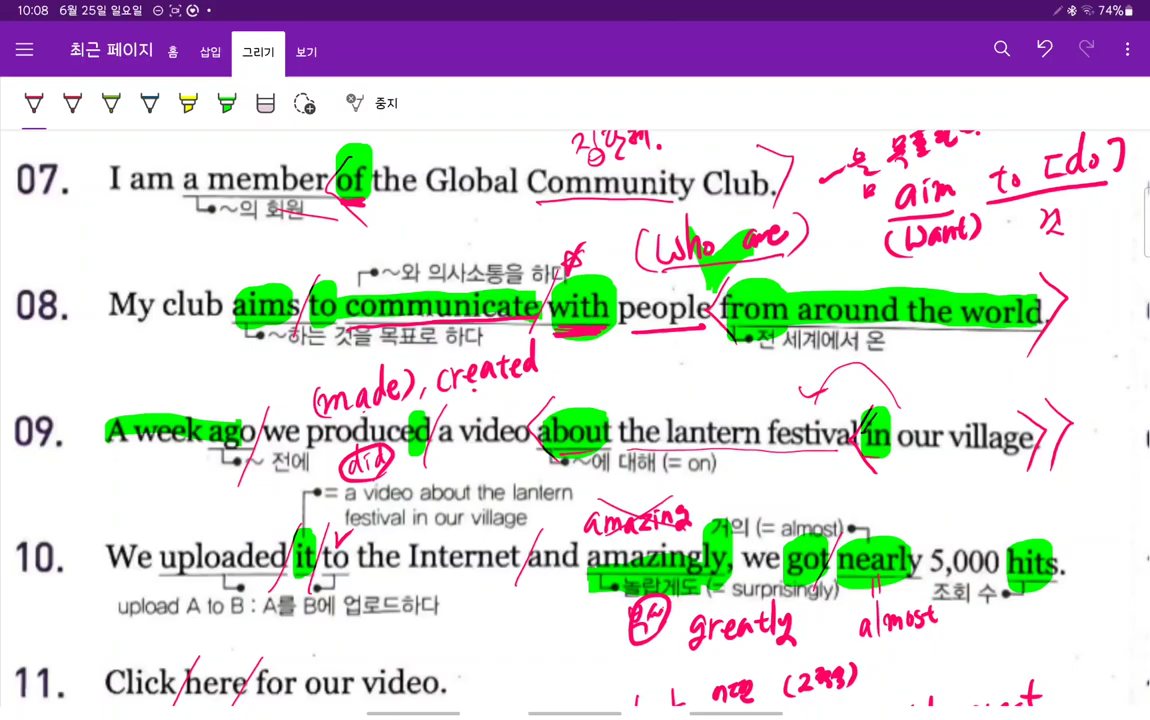 10:08 6월 25일 일요일 74%
최근 페이지 홈 삽입 그리기 보기
중지
집단에.
07. I am a member of the Global Community Club.
~의 회원
aim to [do]
(want) 것
(who are)
~와 의사소통을 하다
08. My club aims to communicate with people from around the world.
~하는 것을 목표로 하다
전 세계에서 온
(made), created
09. A week ago we produced a video about the lantern festival in our village.
~ 전에
did
~에 대해 (= on)
= a video about the lantern
festival in our village
amazing
거의 (= almost)
10. We uploaded it to the Internet and amazingly, we got nearly 5,000 hits.
upload A to B : A를 B에 업로드하다
놀랍게도 (= surprisingly)
조회 수
greatly
almost
11. Click here for our video.